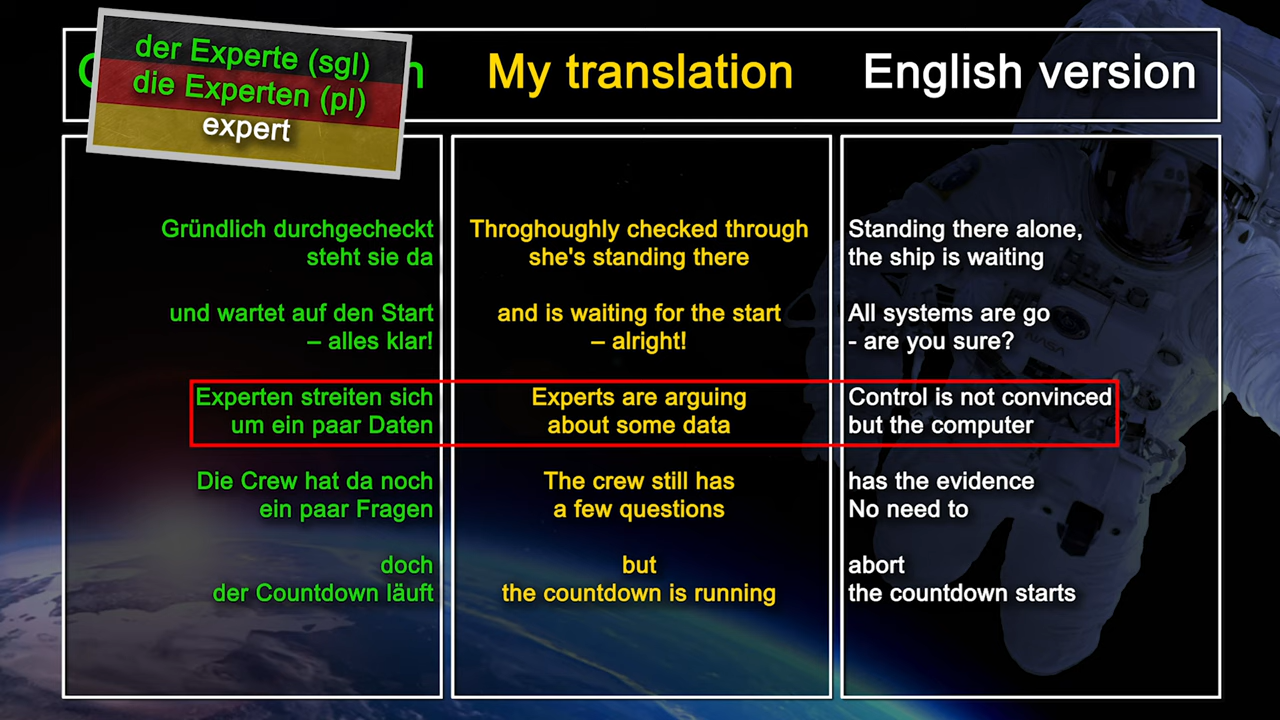 der Experte (sgl)
die Experten (pl)
expert
My translation
English version
Gründlich durchgecheckt
steht sie da
und wartet auf den Start
– alles klar!
Experten streiten sich
um ein paar Daten
Die Crew hat da noch
ein paar Fragen
doch
der Countdown läuft
Throghoughly checked through
she's standing there
and is waiting for the start
– alright!
Experts are arguing
about some data
The crew still has
a few questions
but
the countdown is running
Standing there alone,
the ship is waiting
All systems are go
- are you sure?
Control is not convinced
but the computer
has the evidence
No need to
abort
the countdown starts
NASA